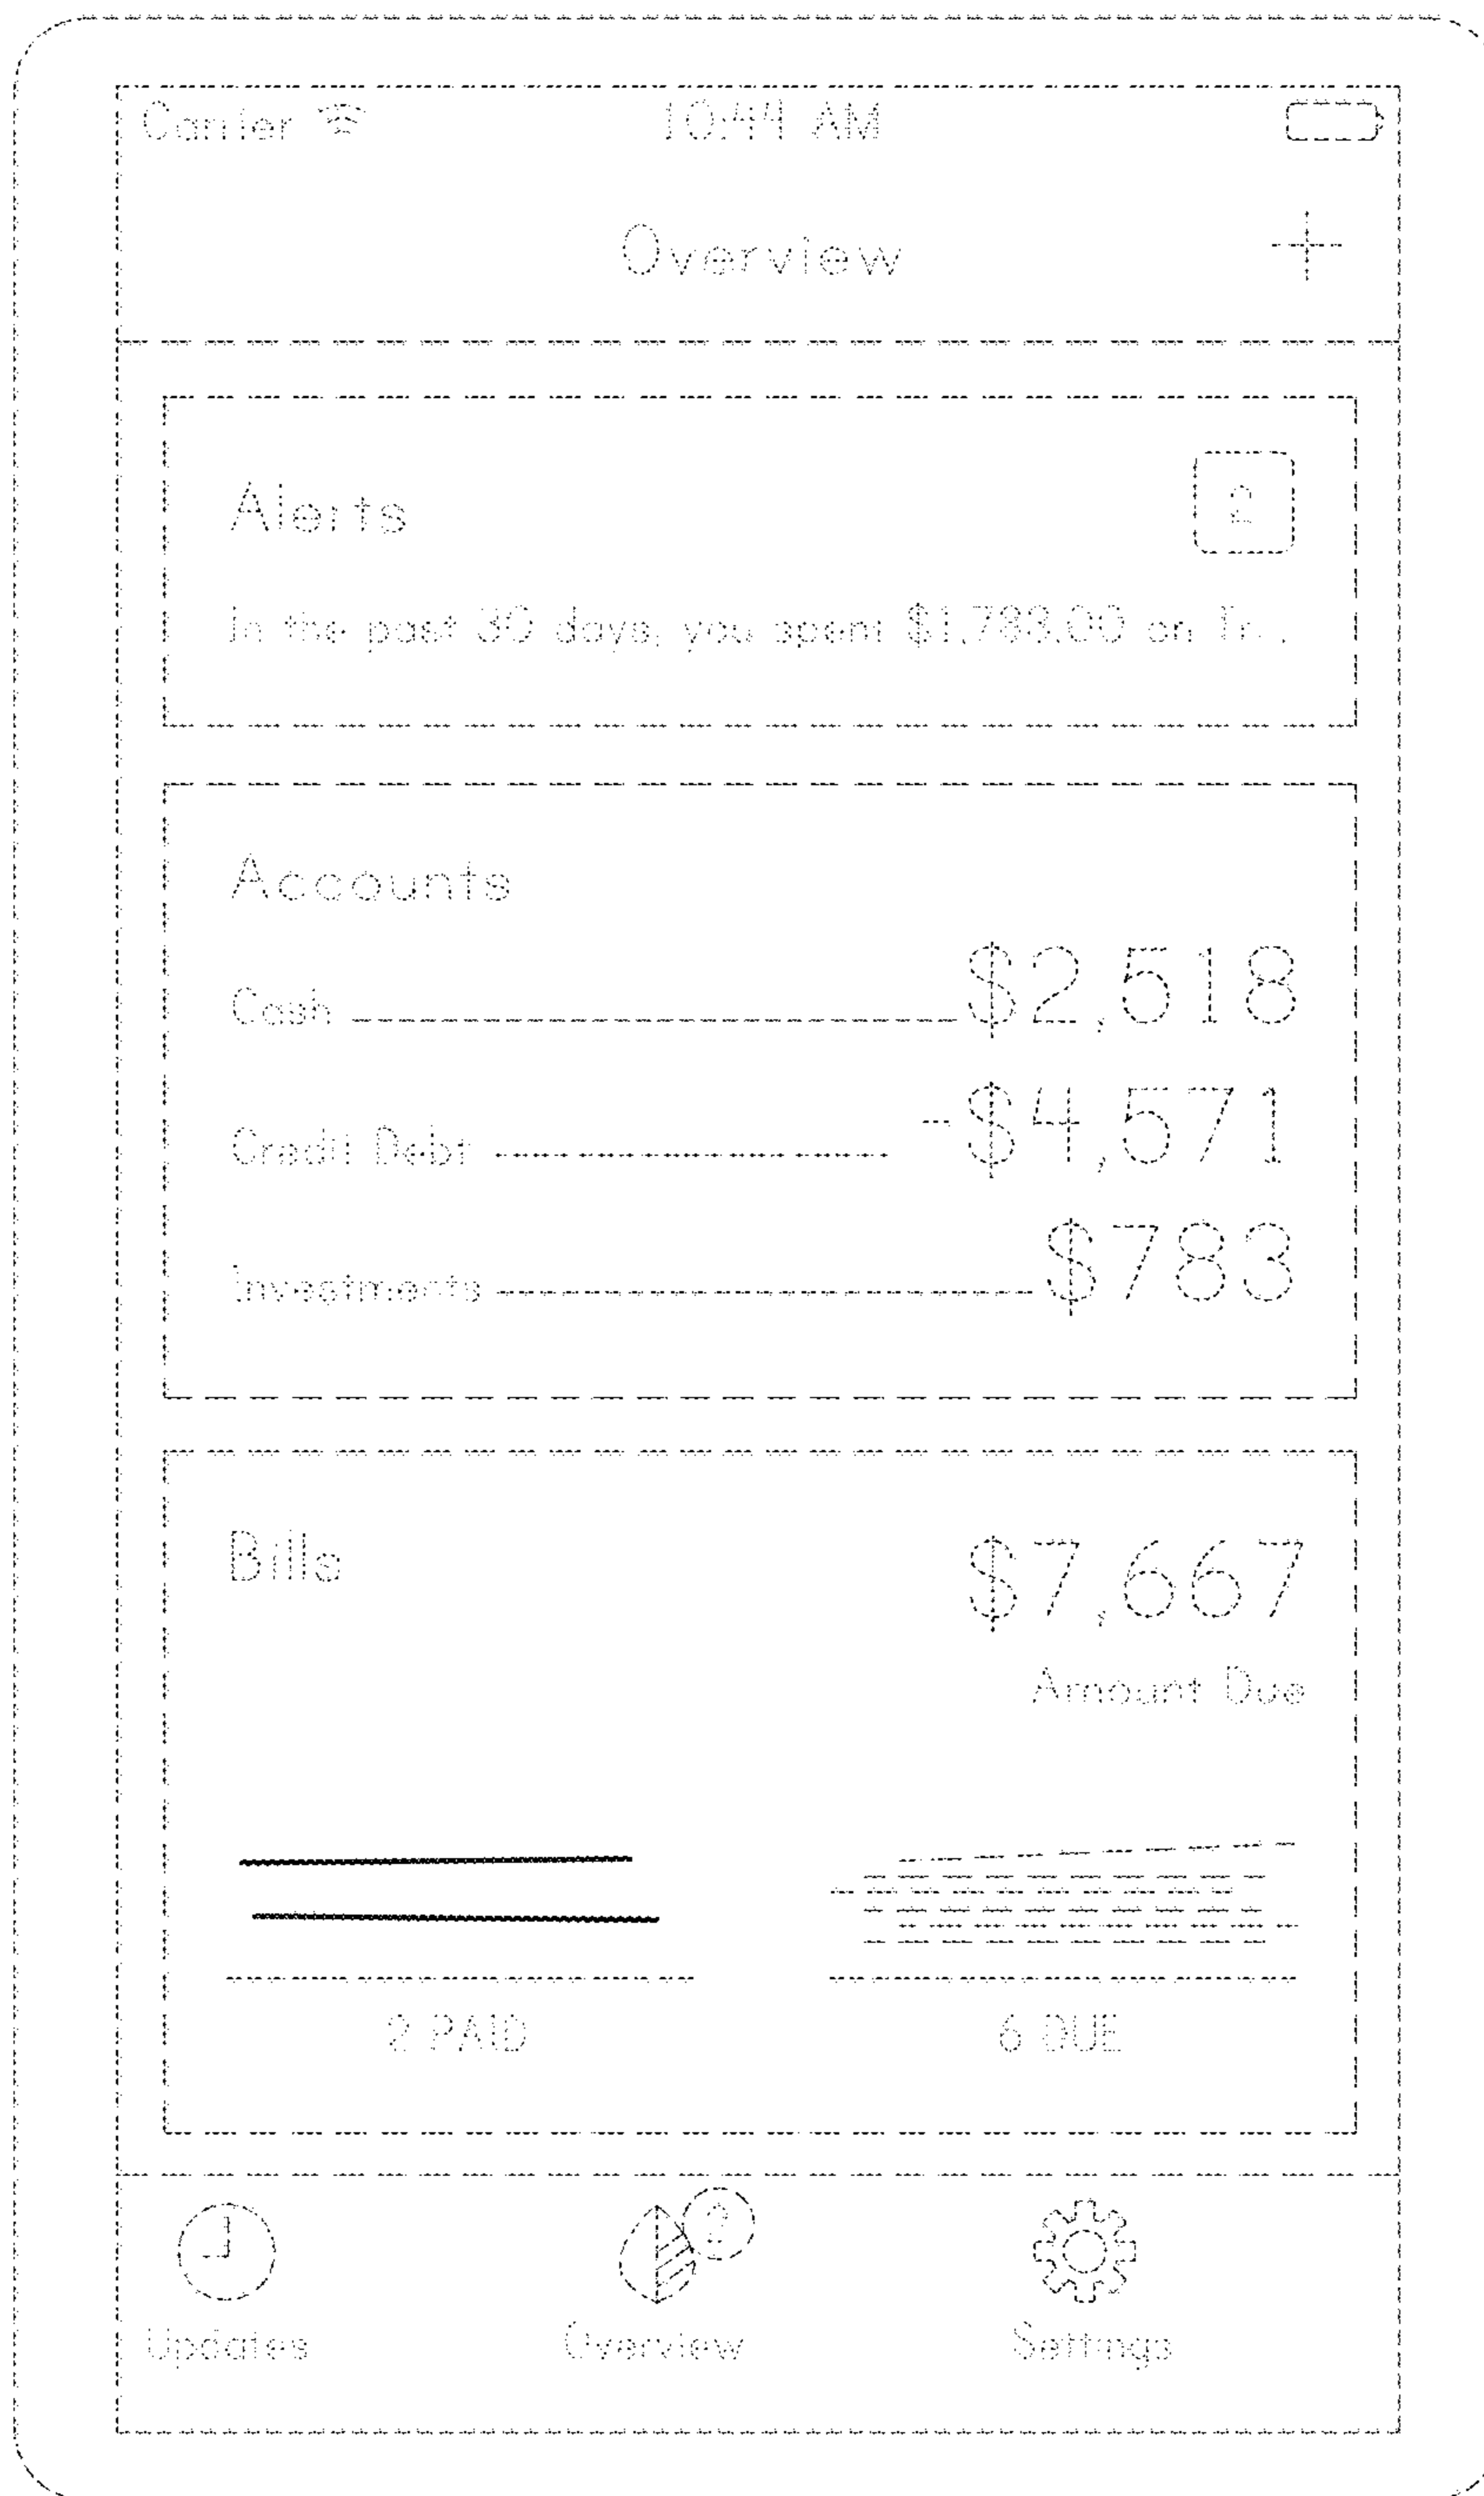 Carrier 10:44 AM
Overview +
Alerts 2
In the past 30 days, you spent $1,783.00 on Tr...
Accounts
Cash $2,518
Credit Debt -$4,571
Investments $783
Bills $7,667
Amount Due
2 PAID 6 DUE
2
Updates Overview Settings